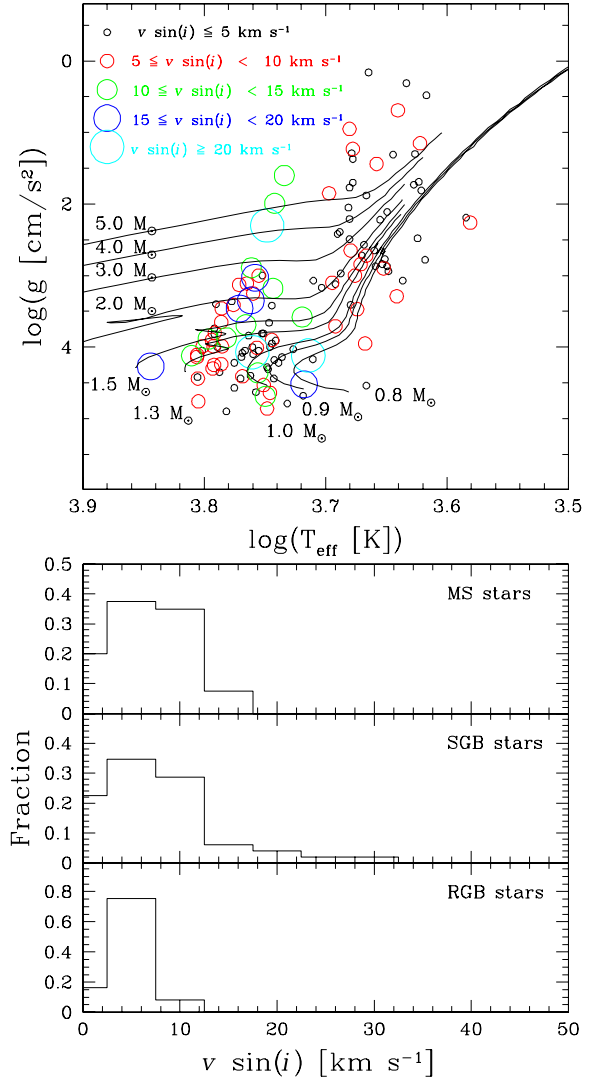 0
2
4
log(g [cm/s²])
v sin(i) ≦ 5 km s⁻¹
5 ≦ v sin(i) < 10 km s⁻¹
10 ≦ v sin(i) < 15 km s⁻¹
15 ≦ v sin(i) < 20 km s⁻¹
v sin(i) ≧ 20 km s⁻¹
5.0 M⊙
4.0 M⊙
3.0 M⊙
2.0 M⊙
1.5 M⊙
1.3 M⊙
1.0 M⊙
0.9 M⊙
0.8 M⊙
3.9 3.8 3.7 3.6 3.5
log(Teff [K])
0.5
0.4
0.3
0.2
0.1
0
MS stars
Fraction
0.4
0.3
0.2
0.1
0
SGB stars
0.8
0.6
0.4
0.2
0
RGB stars
0 10 20 30 40 50
v sin(i) [km s⁻¹]